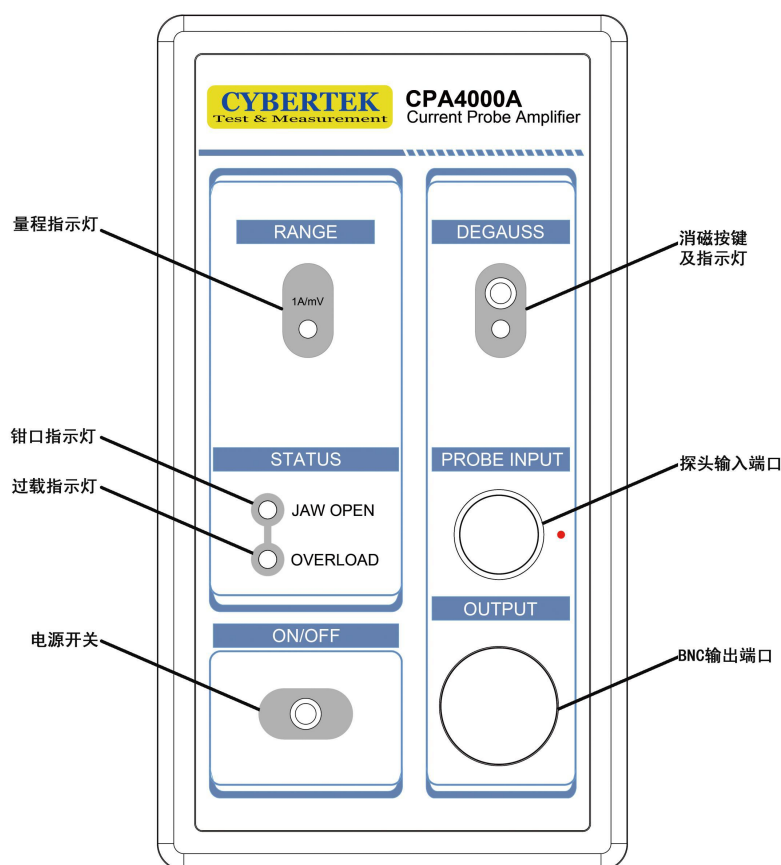 CYBERTEK
Test & Measurement
CPA4000A
Current Probe Amplifier
量程指示灯
RANGE
1A/mV
DEGAUSS
消磁按键
及指示灯
钳口指示灯
过载指示灯
STATUS
JAW OPEN
OVERLOAD
PROBE INPUT
探头输入端口
电源开关
ON/OFF
OUTPUT
BNC输出端口